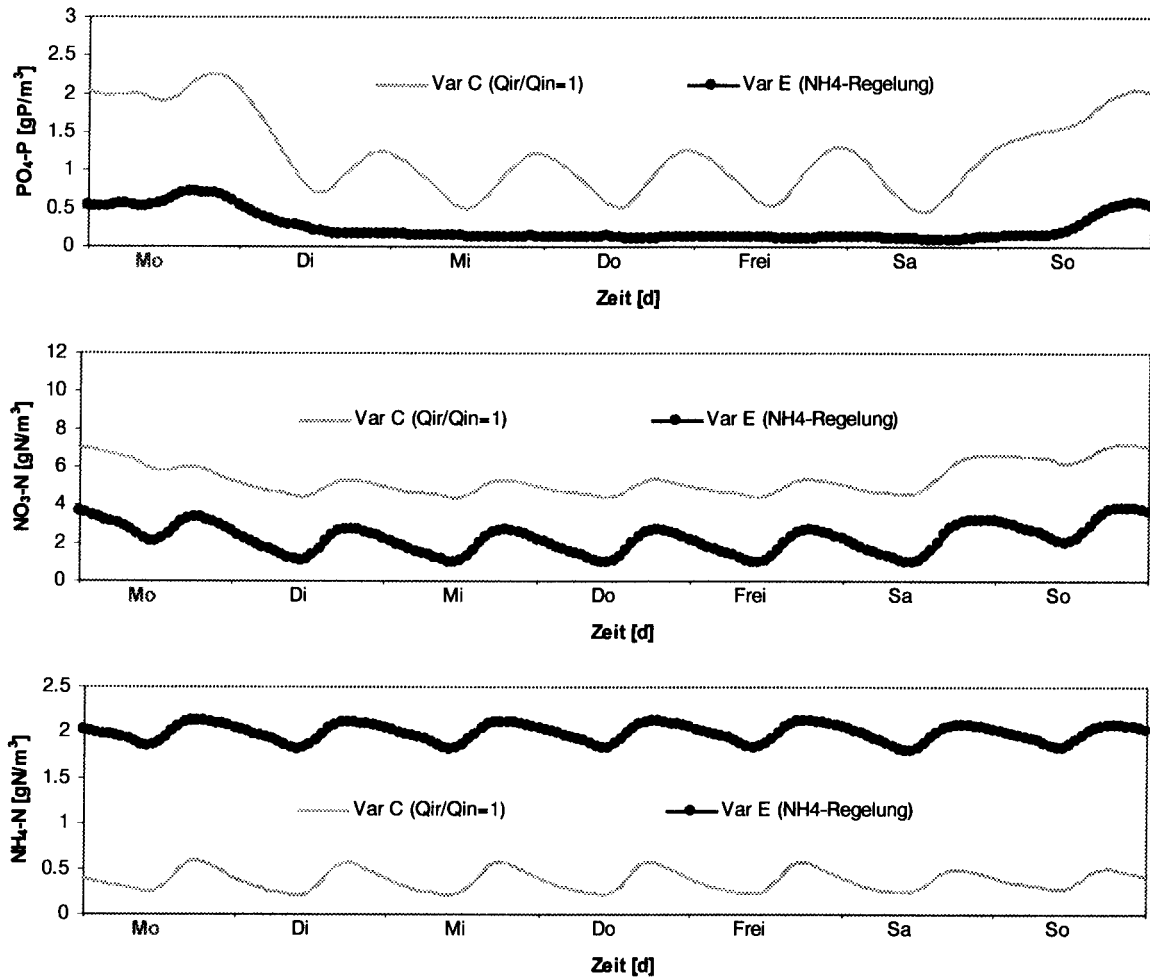 3
2.5
2
1.5
1
0.5
0
PO₄-P [gP/m³]
Var C (Qir/Qin=1) Var E (NH4-Regelung)
Mo Di Mi Do Frei Sa So
Zeit [d]
12
10
8
6
4
2
0
NO₃-N [gN/m³]
Var C (Qir/Qin=1) Var E (NH4-Regelung)
Mo Di Mi Do Frei Sa So
Zeit [d]
2.5
2
1.5
1
0.5
0
NH₄-N [gN/m³]
Var C (Qir/Qin=1) Var E (NH4-Regelung)
Mo Di Mi Do Frei Sa So
Zeit [d]